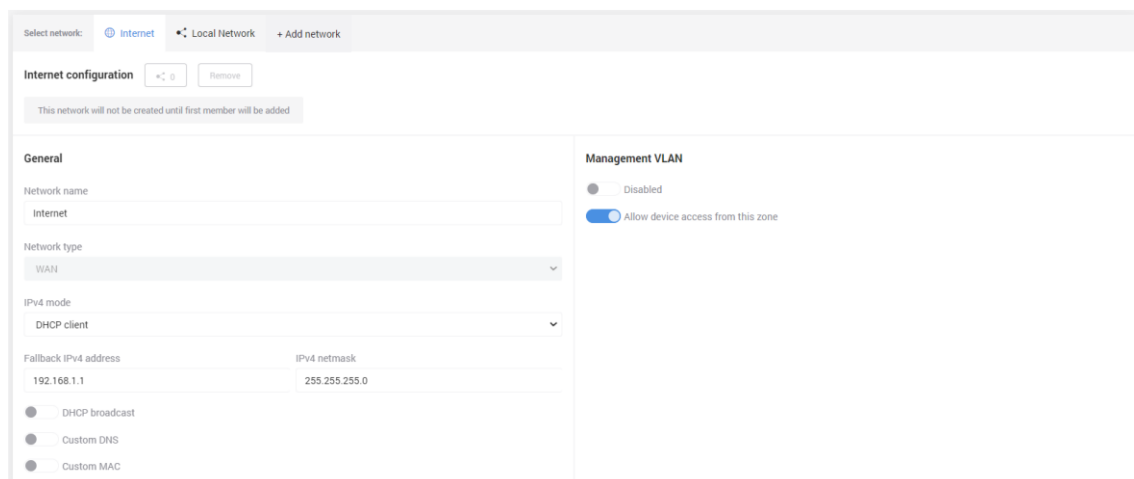 Select network: Internet Local Network + Add network
Internet configuration 0 Remove
This network will not be created until first member will be added
General
Network name
Internet
Network type
WAN
IPv4 mode
DHCP client
Fallback IPv4 address IPv4 netmask
192.168.1.1 255.255.255.0
DHCP broadcast
Custom DNS
Custom MAC
Management VLAN
Disabled
Allow device access from this zone